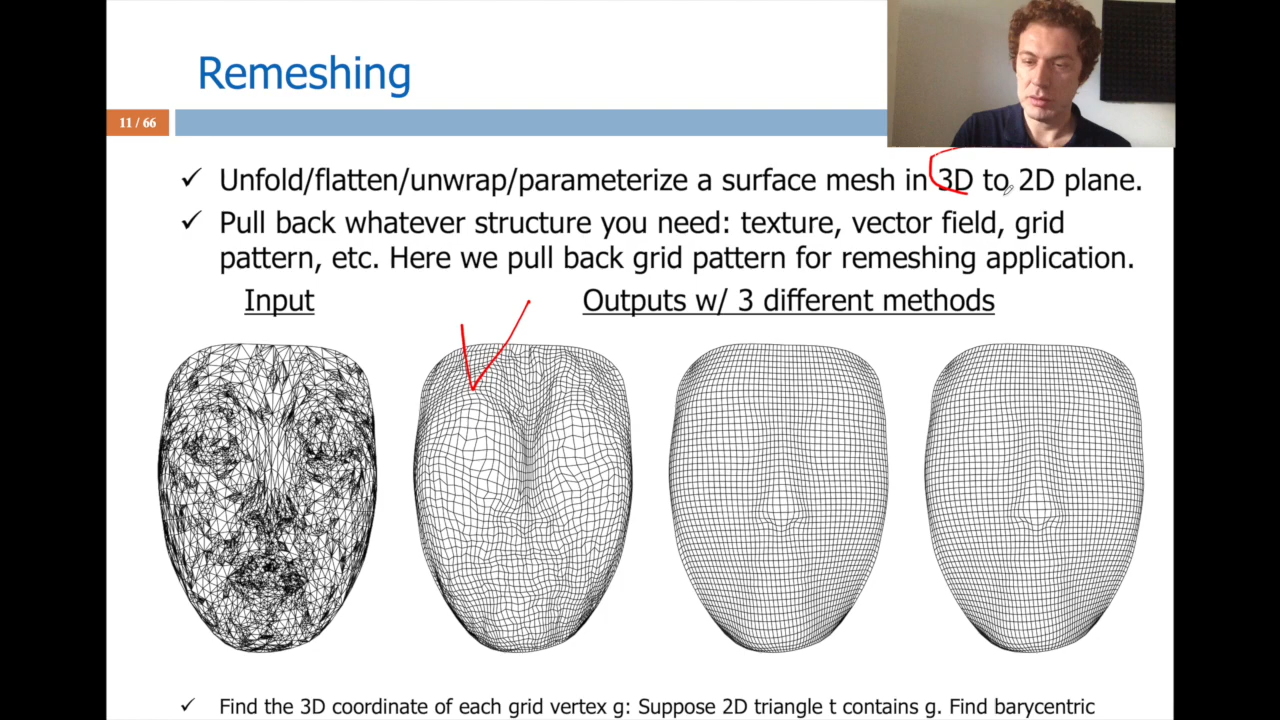 Remeshing
11 / 66
✓ Unfold/flatten/unwrap/parameterize a surface mesh in 3D to 2D plane.
✓ Pull back whatever structure you need: texture, vector field, grid
pattern, etc. Here we pull back grid pattern for remeshing application.
Input
Outputs w/ 3 different methods
✓ Find the 3D coordinate of each grid vertex g: Suppose 2D triangle t contains g. Find barycentric